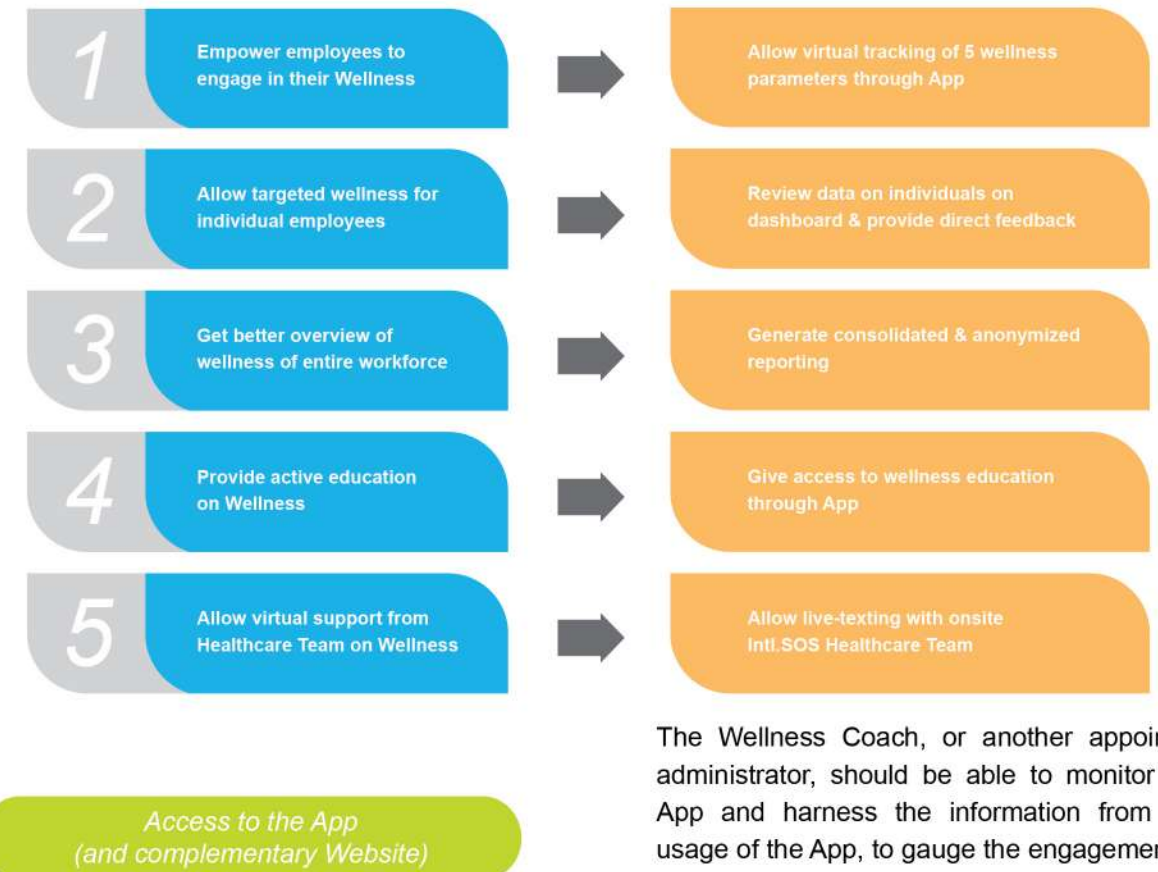 1
Empower employees to
engage in their Wellness
Allow virtual tracking of 5 wellness
parameters through App
2
Allow targeted wellness for
individual employees
Review data on individuals on
dashboard & provide direct feedback
3
Get better overview of
wellness of entire workforce
Generate consolidated & anonymized
reporting
4
Provide active education
on Wellness
Give access to wellness education
through App
5
Allow virtual support from
Healthcare Team on Wellness
Allow live-texting with onsite
Intl.SOS Healthcare Team
Access to the App
(and complementary Website)
The Wellness Coach, or another
administrator, should be able to monitor
App and harness the information from
usage of the App, to gauge the